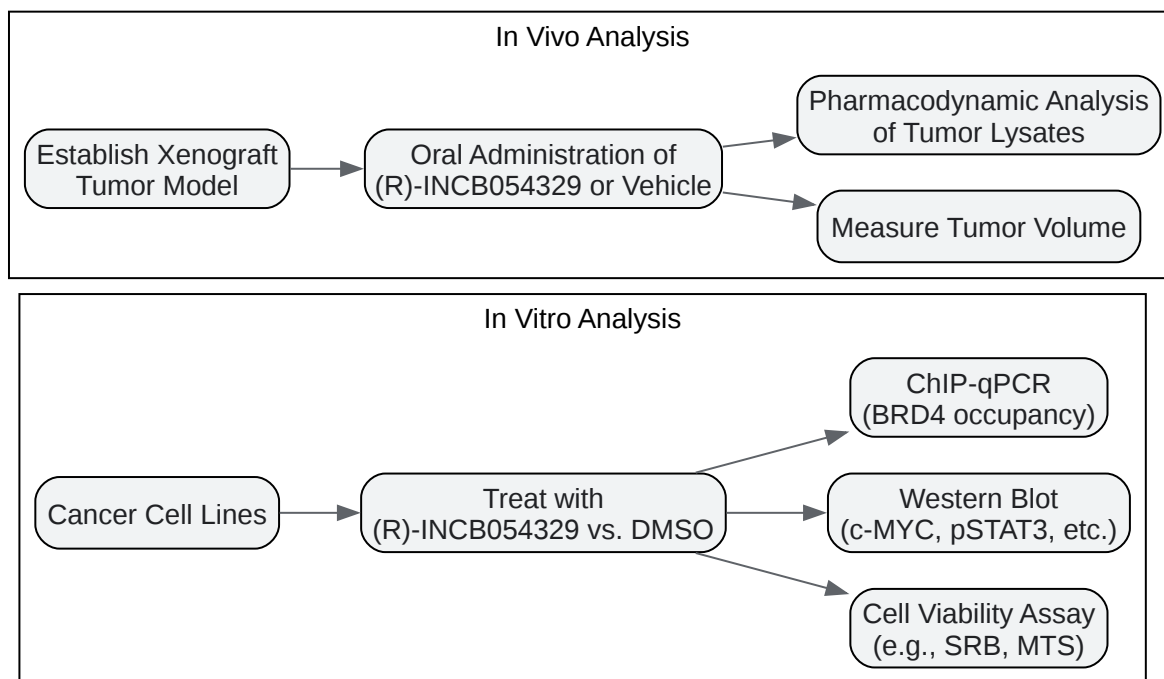 In Vivo Analysis
Establish Xenograft
Tumor Model
Oral Administration of
(R)-INCB054329 or Vehicle
Pharmacodynamic Analysis
of Tumor Lysates
Measure Tumor Volume
In Vitro Analysis
Cancer Cell Lines
Treat with
(R)-INCB054329 vs. DMSO
ChIP-qPCR
(BRD4 occupancy)
Western Blot
(c-MYC, pSTAT3, etc.)
Cell Viability Assay
(e.g., SRB, MTS)